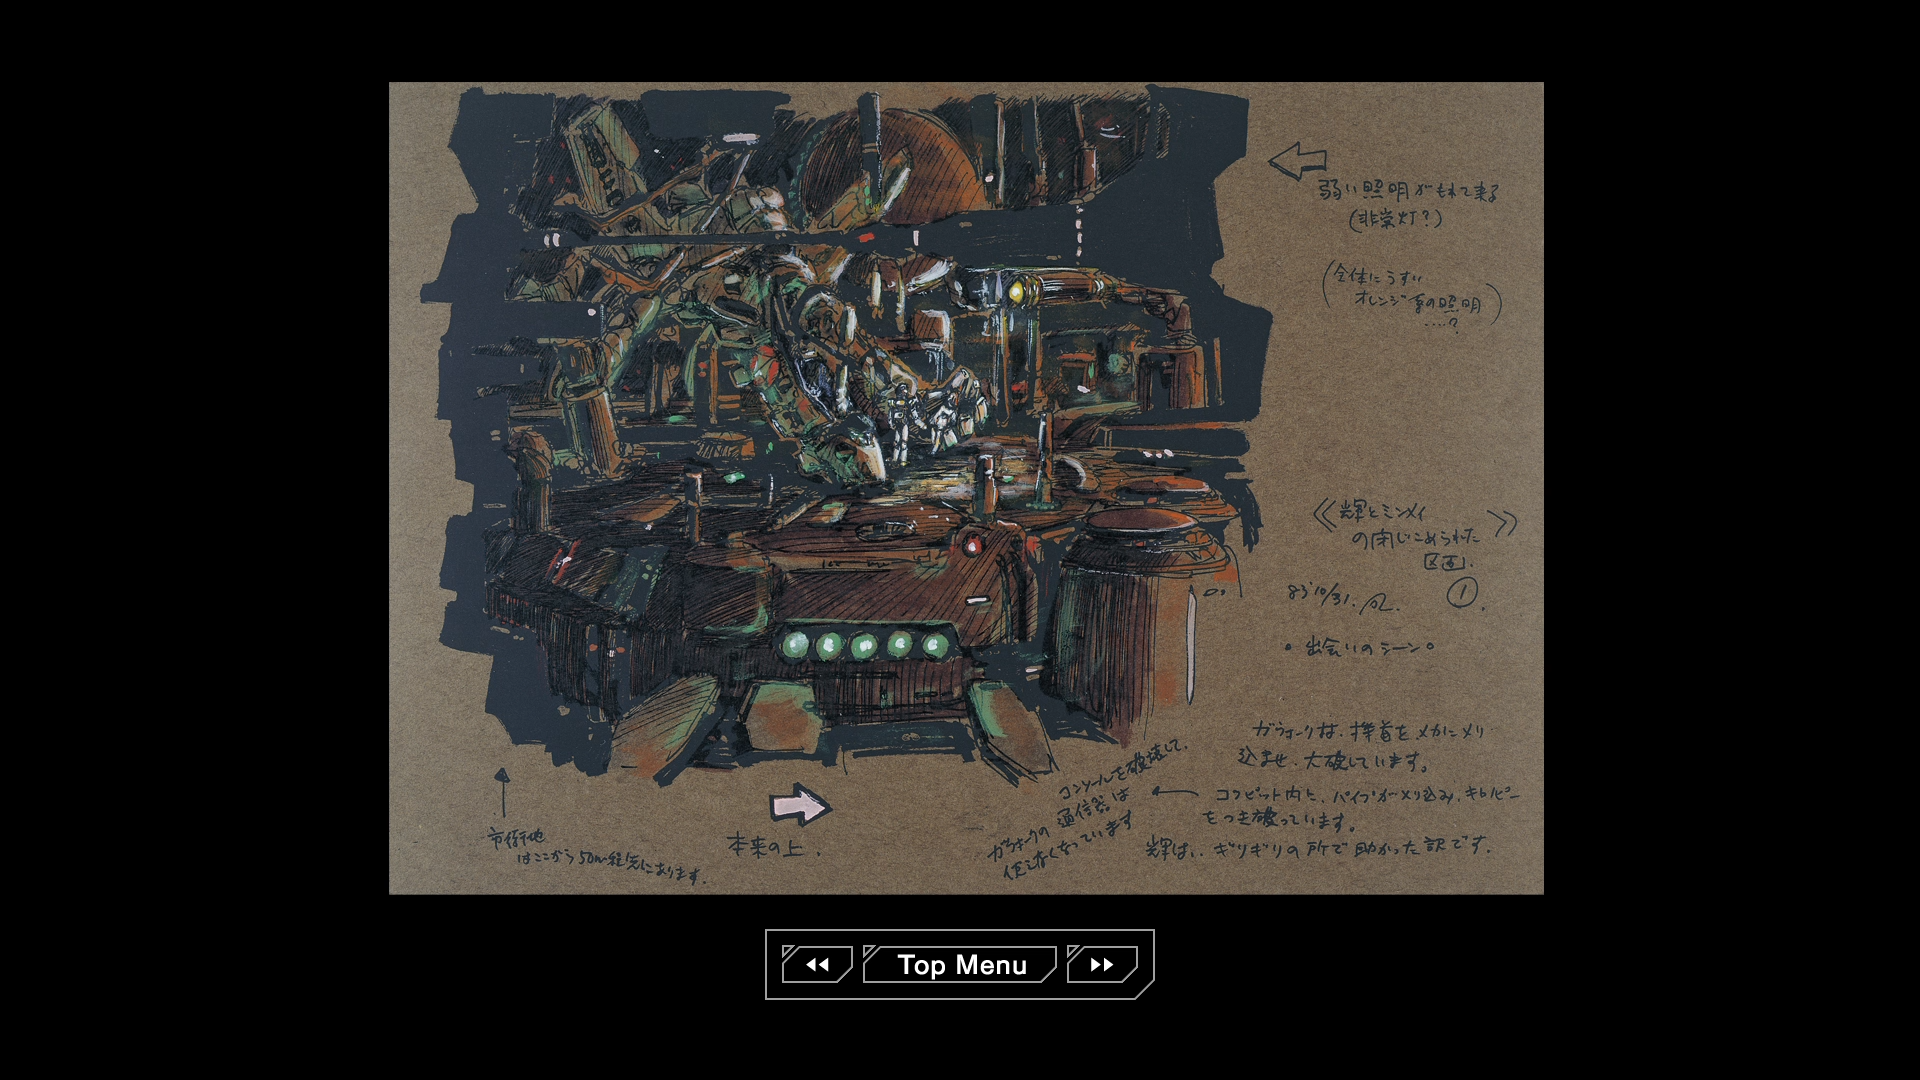 弱い照明がもれて来る
(非常灯?)
(全体にうすい
オレンジ系の照明
....?)
《輝とミンメイ
の閉じこめられた
区画.》
83' 10/31.
①.
• 出会いのシーン •
ガウォークは、機首をメカにメリ
込ませ、大破しています。
コクピット内に、パイプがメリ込み、キャノピー
をつき破っています。
輝は、ギリギリの所で助かった訳です.
コンソールを破壊して、
ガウォークの通信器は
使えなくなっています
本来の上.
市街地
はここから50m程先にあります.
Top Menu